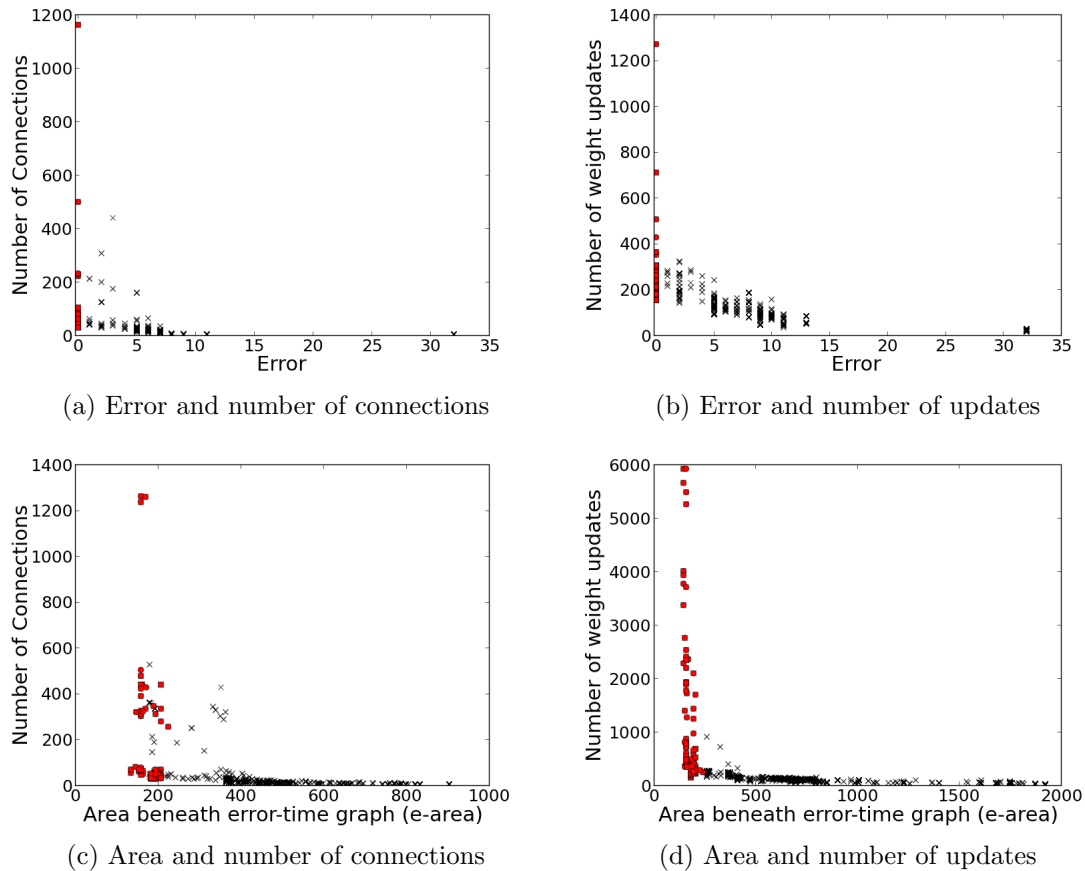 1200
1000
800
600
400
200
0
Number of Connections
0 5 10 15 20 25 30 35
Error
(a) Error and number of connections
1400
1200
1000
800
600
400
200
0
Number of weight updates
0 5 10 15 20 25 30 35
Error
(b) Error and number of updates
1400
1200
1000
800
600
400
200
0
Number of Connections
0 200 400 600 800 1000
Area beneath error-time graph (e-area)
(c) Area and number of connections
6000
5000
4000
3000
2000
1000
0
Number of weight updates
0 500 1000 1500 2000
Area beneath error-time graph (e-area)
(d) Area and number of updates